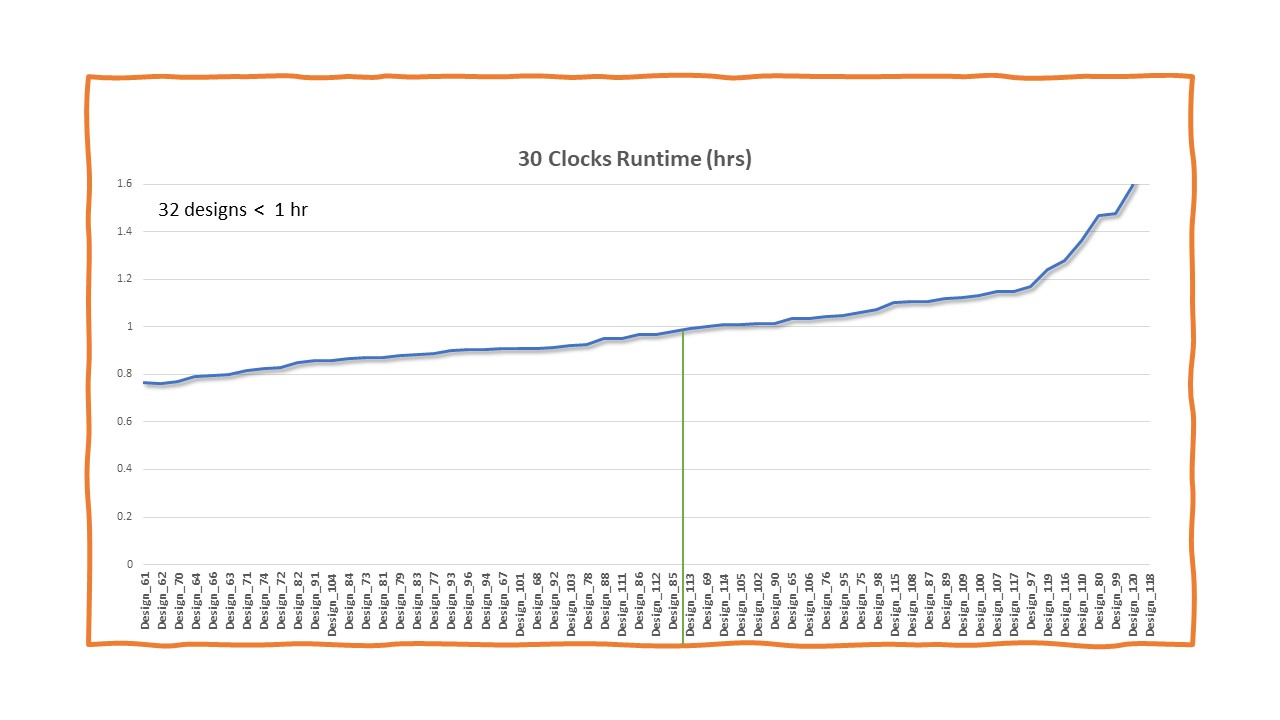 30 Clocks Runtime (hrs)
1.6
32 designs < 1 hr
1.4
1.2
1
0.8
0.6
0.4
0.2
0
Design_61
Design_62
Design_70
Design_64
Design_66
Design_63
Design_71
Design_74
Design_72
Design_82
Design_91
Design_104
Design_84
Design_73
Design_81
Design_79
Design_83
Design_77
Design_93
Design_96
Design_94
Design_67
Design_101
Design_68
Design_92
Design_103
Design_78
Design_88
Design_111
Design_86
Design_112
Design_85
Design_113
Design_69
Design_114
Design_105
Design_102
Design_90
Design_65
Design_106
Design_76
Design_95
Design_75
Design_98
Design_115
Design_108
Design_87
Design_89
Design_109
Design_100
Design_107
Design_117
Design_97
Design_119
Design_116
Design_110
Design_80
Design_99
Design_120
Design_118